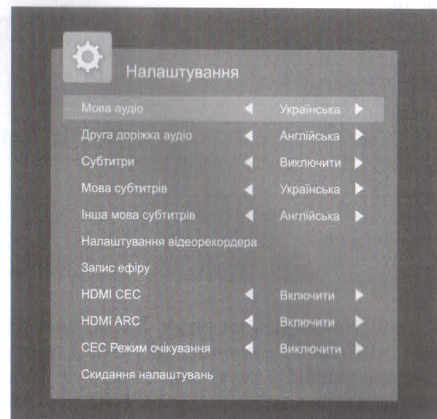 Налаштування
Мова аудіо Українська
Друга доріжка аудіо Англійська
Субтитри Виключити
Мова субтитрів Українська
Інша мова субтитрів Англійська
Налаштування відеорекордера
Запис ефіру
HDMI CEC Включити
HDMI ARC Включити
CEC Режим очікування Виключити
Скидання налаштувань